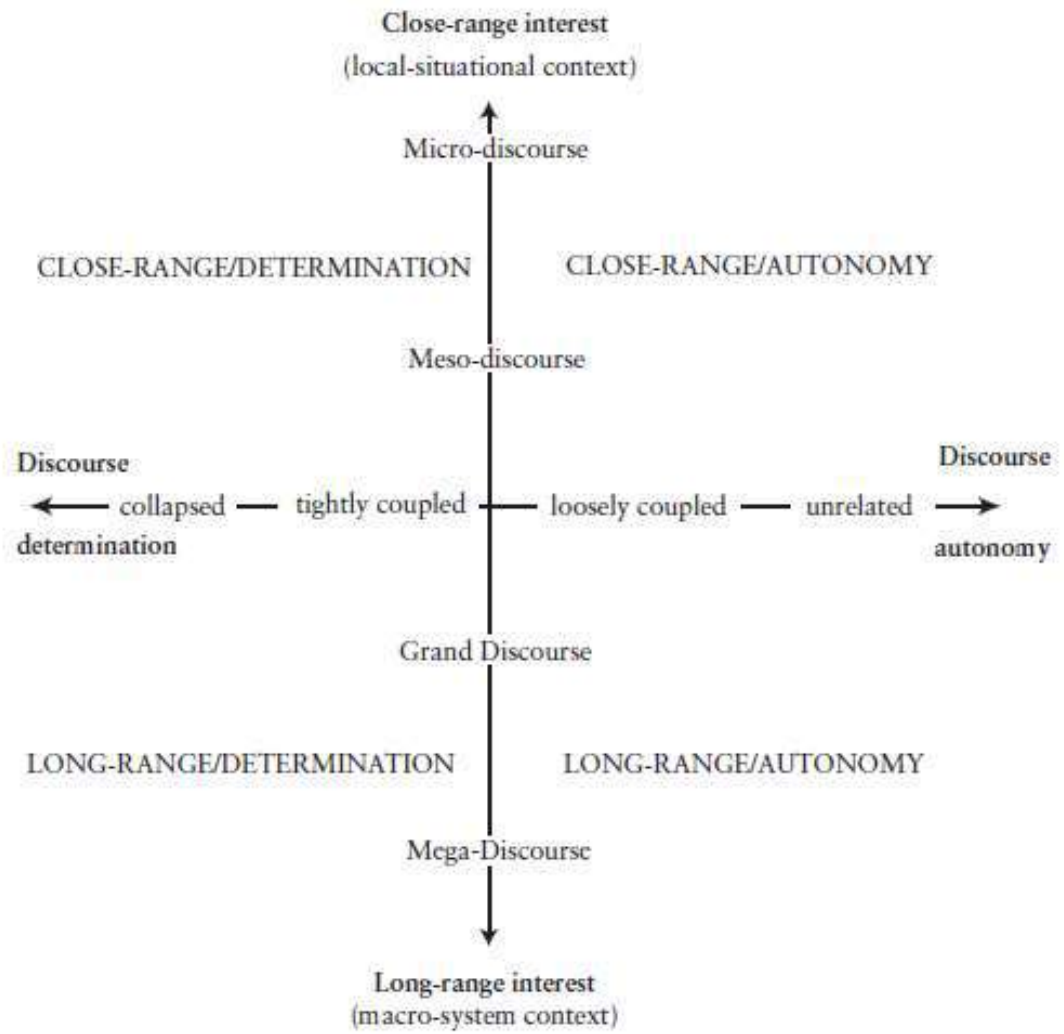 Close-range interest
(local-situational context)
Micro-discourse
CLOSE-RANGE/DETERMINATION CLOSE-RANGE/AUTONOMY
Meso-discourse
Discourse Discourse
collapsed tightly coupled loosely coupled unrelated
determination autonomy
Grand Discourse
LONG-RANGE/DETERMINATION LONG-RANGE/AUTONOMY
Mega-Discourse
Long-range interest
(macro-system context)